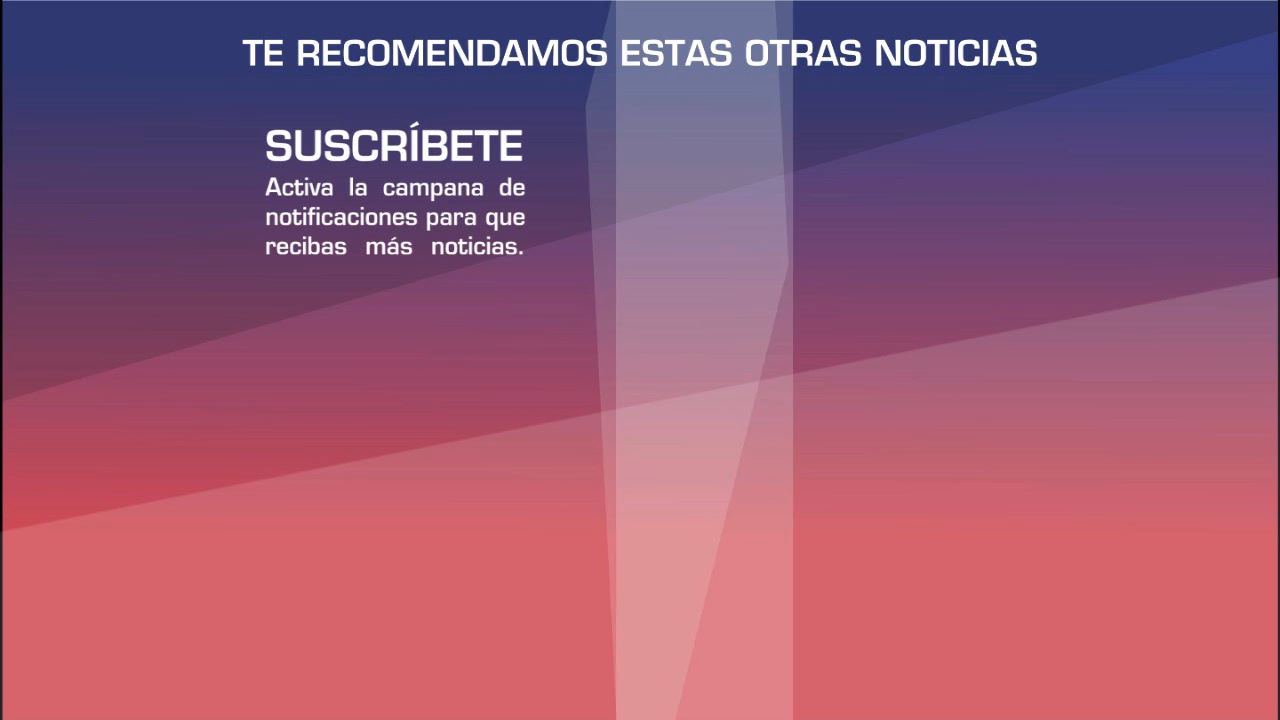 TE RECOMENDAMOS ESTAS OTRAS NOTICIAS
SUSCRÍBETE
Activa la campana de
notificaciones para que
recibas más noticias.